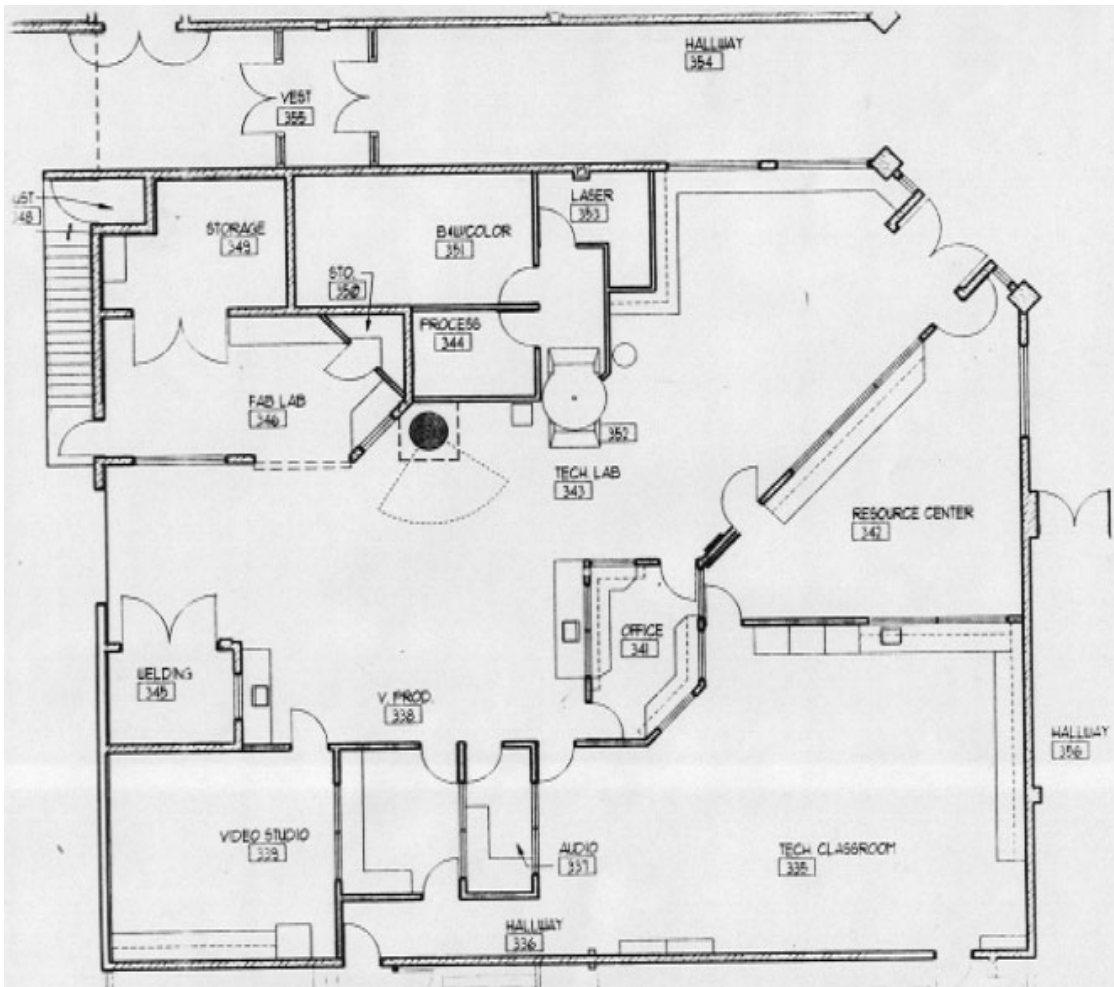 HALLWAY
354
VEST
355
LASER
353
UST
348
STORAGE
349
B&W/COLOR
351
STO.
350
PROCESS
344
FAB LAB
346
352
TECH. LAB
343
RESOURCE CENTER
342
OFFICE
341
WELDING
345
V. PROD.
338
HALLWAY
356
VIDEO STUDIO
339
AUDIO
337
TECH. CLASSROOM
335
HALLWAY
336